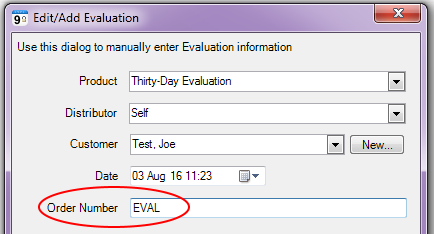 Edit/Add Evaluation
Use this dialog to manually enter Evaluation information
Product Thirty-Day Evaluation
Distributor Self
Customer Test, Joe New...
Date 03 Aug 16 11:23
Order Number EVAL